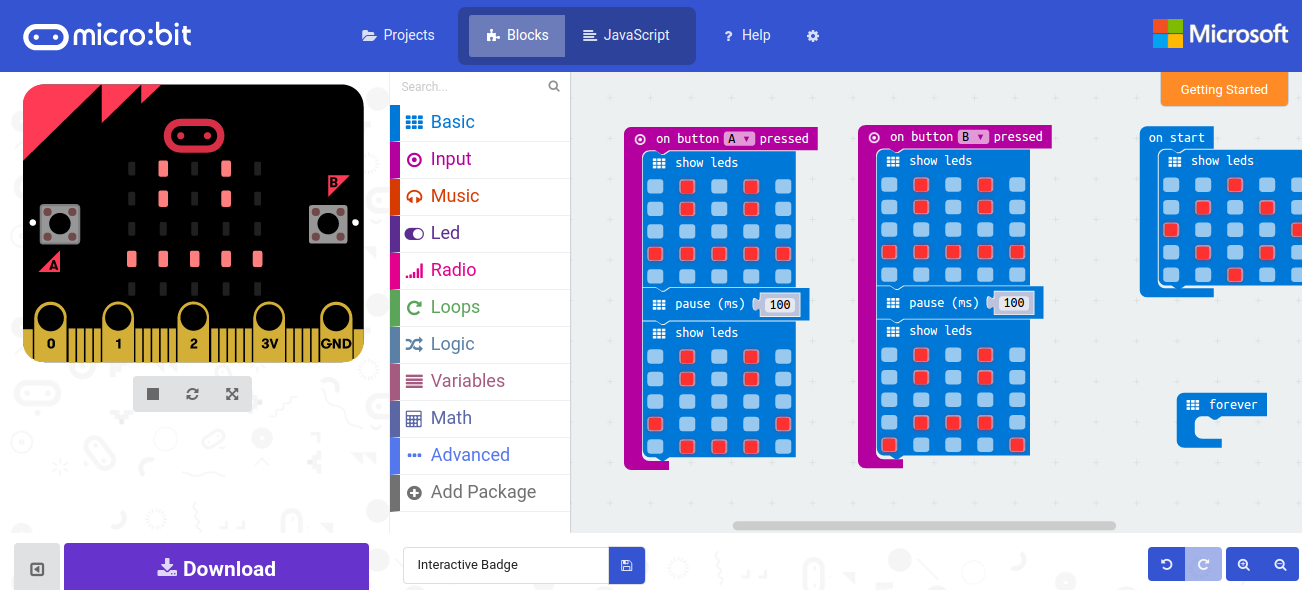 micro:bit
Projects
Blocks
JavaScript
? Help
Microsoft
Getting Started
Search...
Basic
Input
Music
Led
Radio
Loops
Logic
Variables
Math
Advanced
Add Package
B
A
0 1 2 3V GND
on button A pressed
show leds
pause (ms) 100
show leds
on button B pressed
show leds
pause (ms) 100
show leds
on start
show leds
forever
Download
Interactive Badge